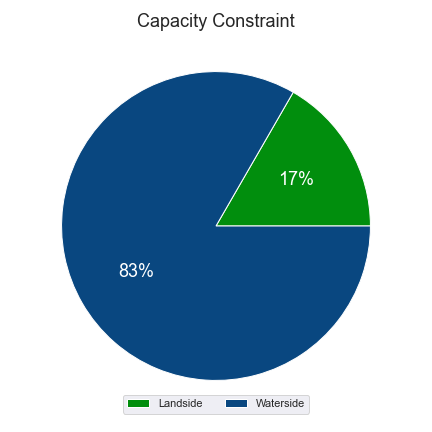 Capacity Constraint
17%
83%
Landside Waterside